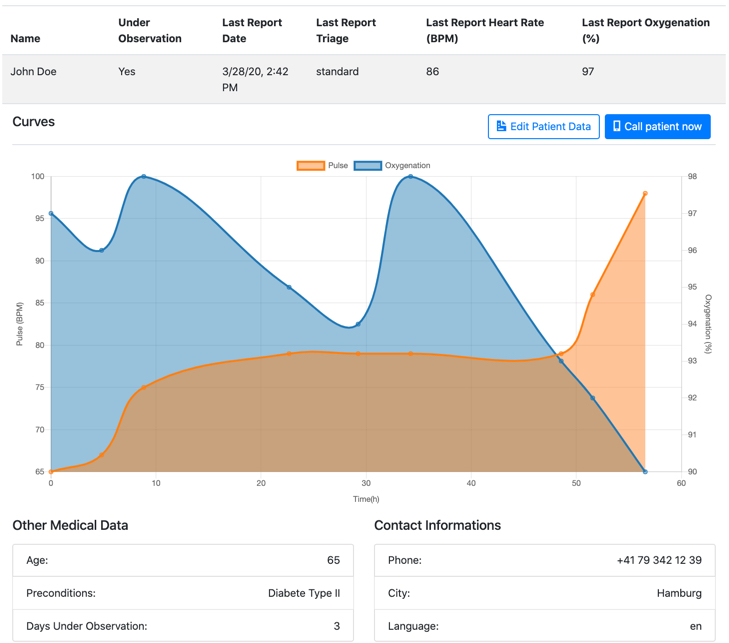 Name
Under
Observation
Last Report
Date
Last Report
Triage
Last Report Heart Rate
(BPM)
Last Report Oxygenation
(%)
John Doe
Yes
3/28/20, 2:42
PM
standard
86
97
Curves
Edit Patient Data
Call patient now
Pulse
Oxygenation
100
95
90
85
80
75
70
65
Pulse (BPM)
98
97
96
95
94
93
92
91
90
Oxygenation (%)
0
10
20
30
40
50
60
Time(h)
Other Medical Data
Age: 65
Preconditions: Diabete Type II
Days Under Observation: 3
Contact Informations
Phone: +41 79 342 12 39
City: Hamburg
Language: en